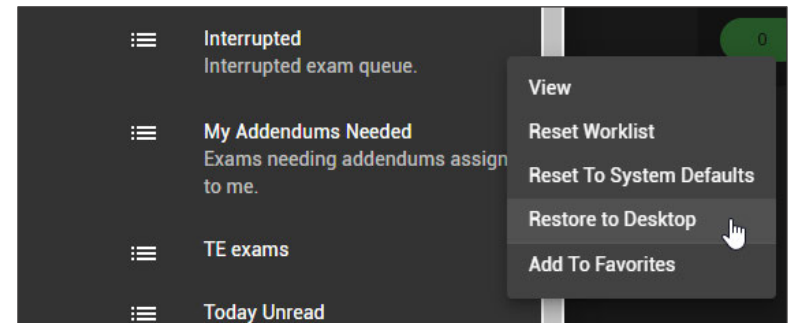 Interrupted
Interrupted exam queue.
My Addendums Needed
Exams needing addendums assign
to me.
TE exams
Today Unread
0
View
Reset Worklist
Reset To System Defaults
Restore to Desktop
Add To Favorites